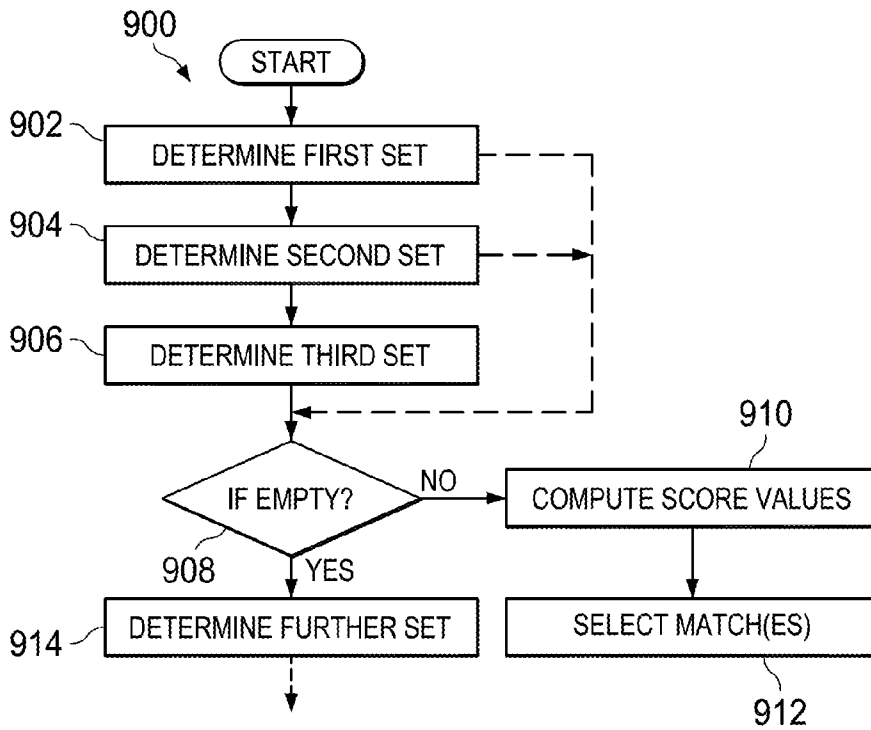 900
START
902
DETERMINE FIRST SET
904
DETERMINE SECOND SET
906
DETERMINE THIRD SET
910
IF EMPTY?
NO
COMPUTE SCORE VALUES
908
YES
914
DETERMINE FURTHER SET
SELECT MATCH(ES)
912